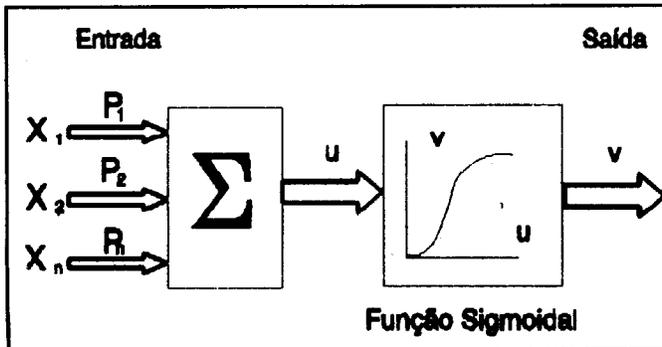 Entrada Saída
X1 P1
X2 P2
Xn Pn
Σ
u
v
u
v
Função Sigmoidal